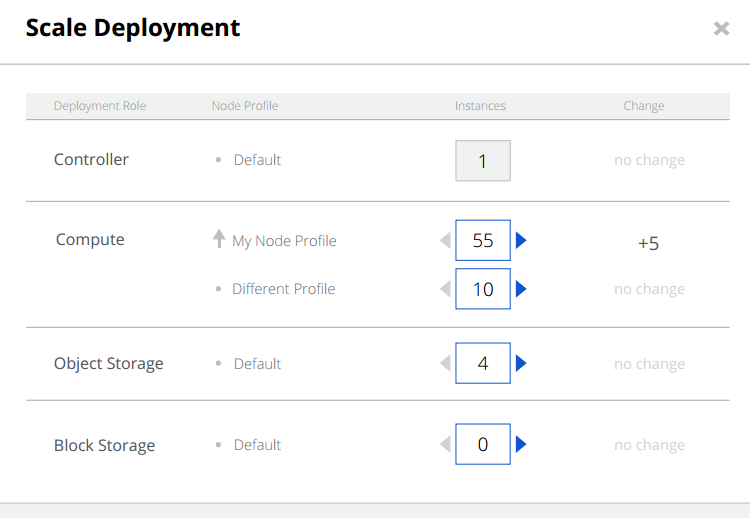 Scale Deployment
Deployment Role Node Profile Instances Change
Controller Default 1 no change
Compute My Node Profile 55 +5
Different Profile 10 no change
Object Storage Default 4 no change
Block Storage Default 0 no change